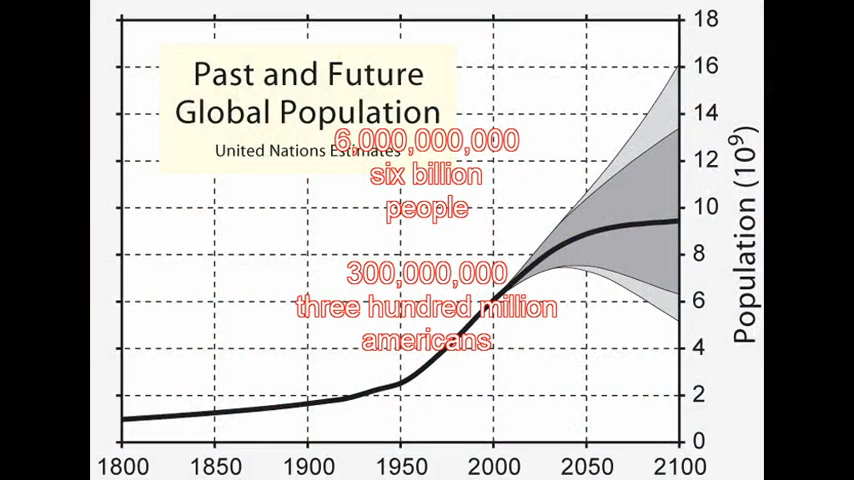 Past and Future
Global Population
United Nations Estimates
6,000,000,000
six billion
people
300,000,000
three hundred million
americans
18
16
14
12
10
8
6
4
2
0
Population (10⁹)
1800 1850 1900 1950 2000 2050 2100